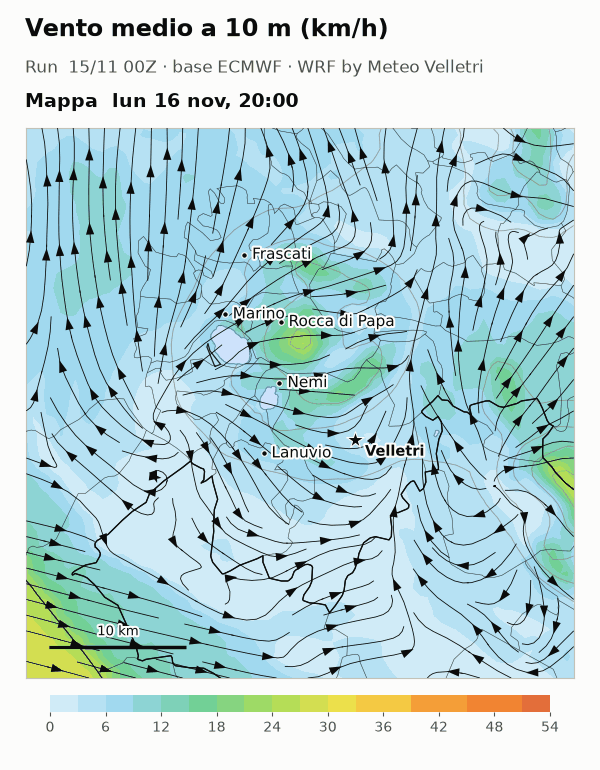 Vento medio a 10 m (km/h)
Run  15/11 00Z · base ECMWF · WRF by Meteo Velletri
Mappa  lun 16 nov, 20:00
Frascati
Marino
Rocca di Papa
Nemi
Velletri
Lanuvio
10 km
0 6 12 18 24 30 36 42 48 54